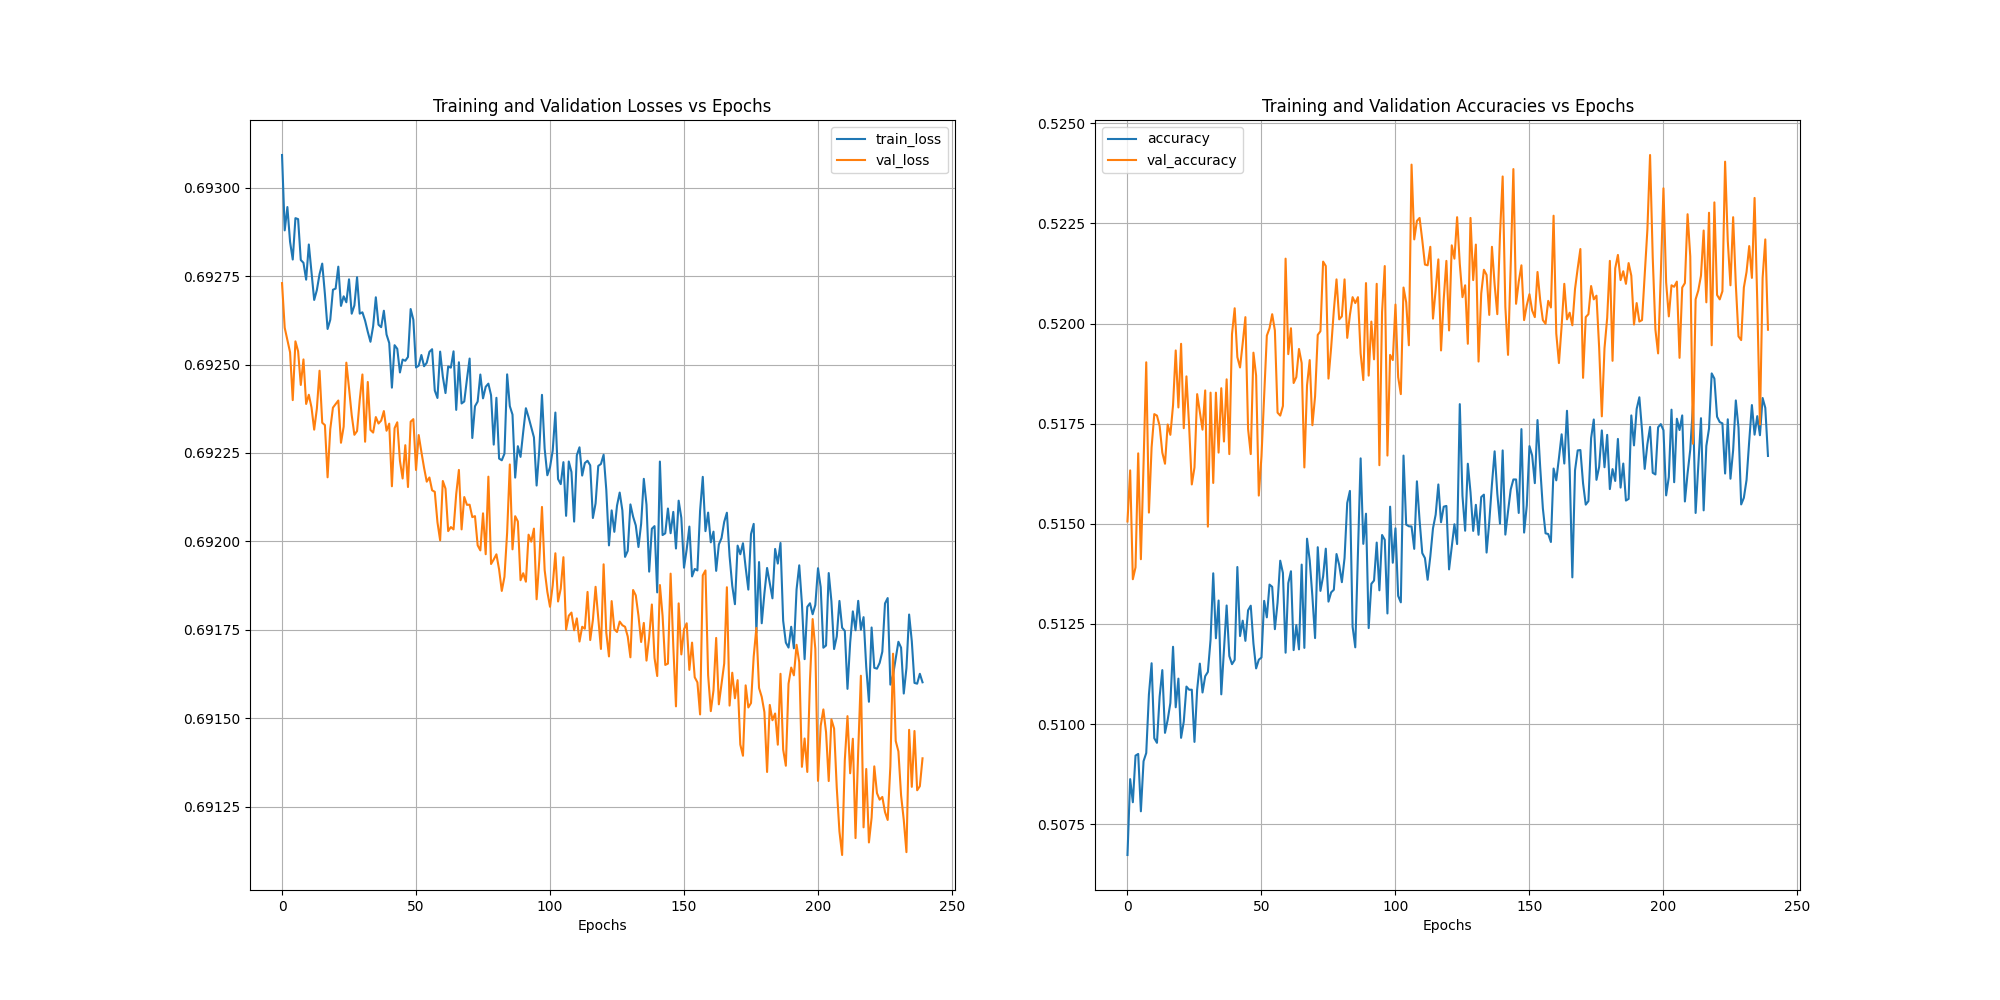 Training and Validation Losses vs Epochs
train_loss
val_loss
0.69300
0.69275
0.69250
0.69225
0.69200
0.69175
0.69150
0.69125
0 50 100 150 200 250
Epochs
Training and Validation Accuracies vs Epochs
accuracy
val_accuracy
0.5250
0.5225
0.5200
0.5175
0.5150
0.5125
0.5100
0.5075
0 50 100 150 200 250
Epochs